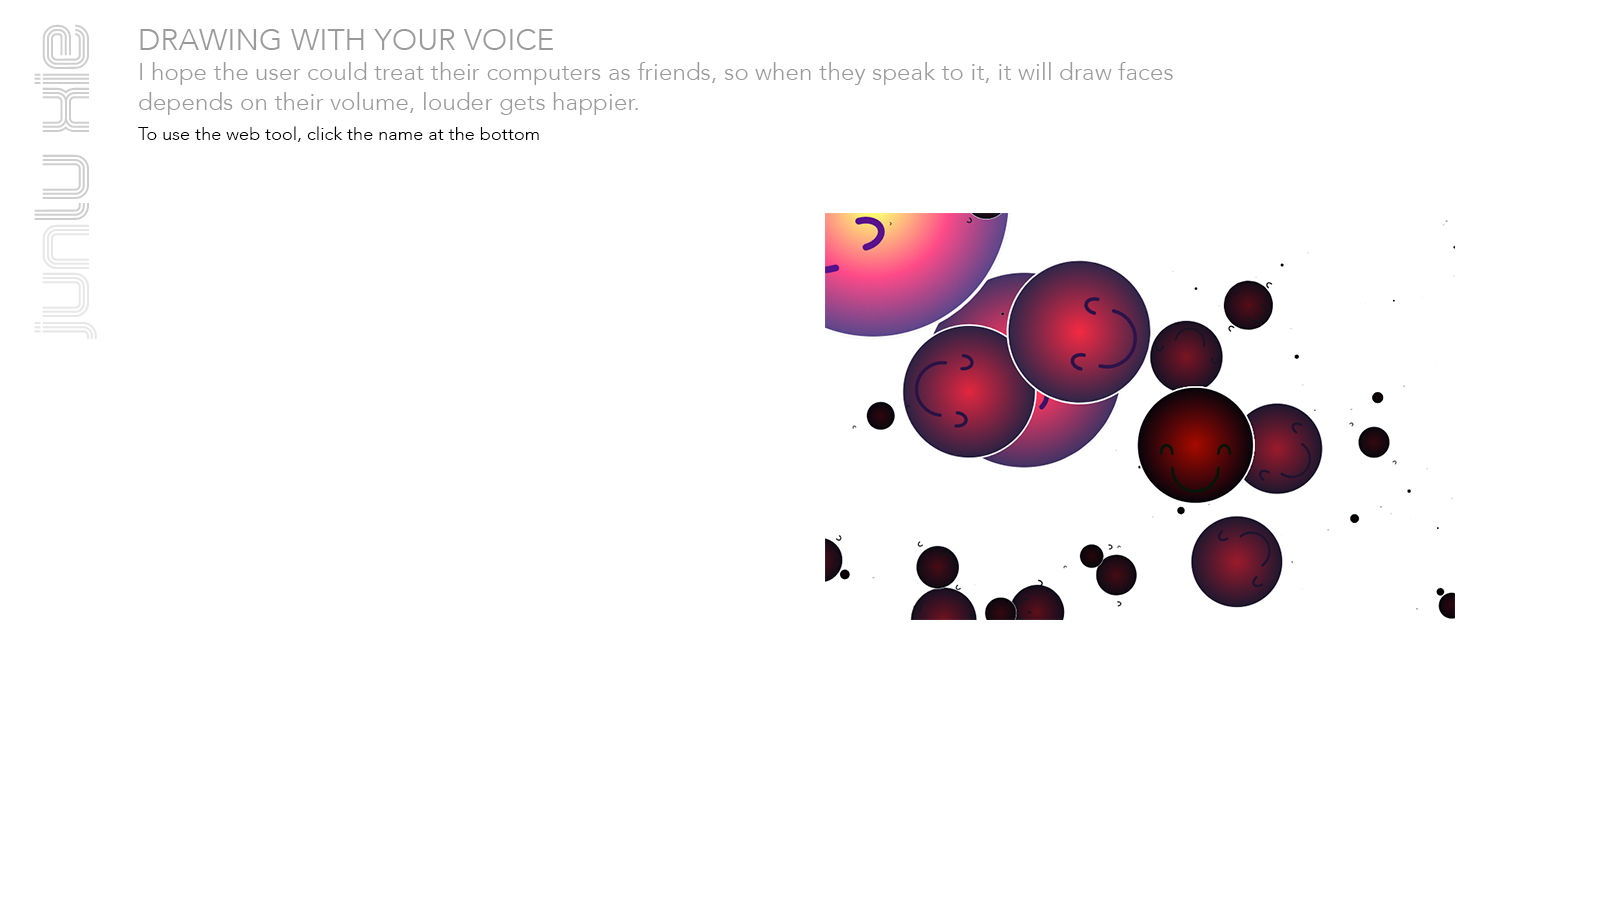 junlu xie
DRAWING WITH YOUR VOICE
I hope the user could treat their computers as friends, so when they speak to it, it will draw faces
depends on their volume, louder gets happier.
To use the web tool, click the name at the bottom